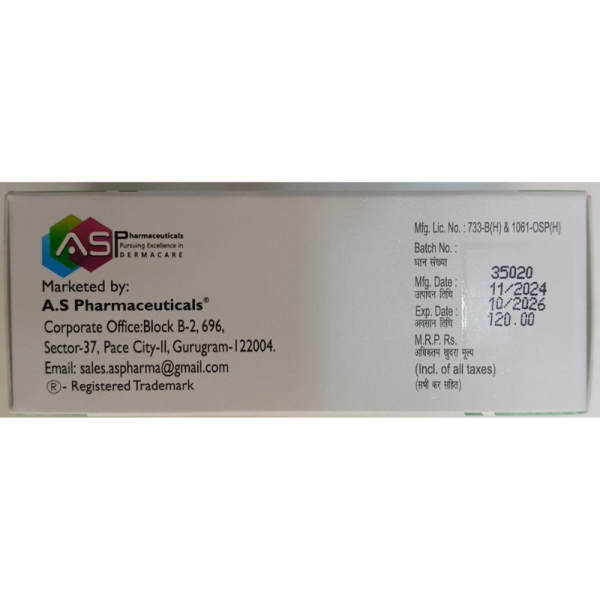 ASPharmaceuticals
Pursuing Excellence in
DERMACARE
Marketed by:
A.S Pharmaceuticals®
Corporate Office:Block B-2, 696,
Sector-37, Pace City-II, Gurugram-122004.
Email: sales.aspharma@gmail.com
®- Registered Trademark
Mfg. Lic. No. : 733-B(H) & 1061-OSP(H)
Batch No. :
घान संख्या
35020
Mfg. Date : 11/2024
उत्पादन तिथि
Exp. Date : 10/2026
अवसान तिथि
120.00
M.R.P. Rs.
अधिकतम खुदरा मूल्य
(Incl. of all taxes)
(सभी कर सहित)